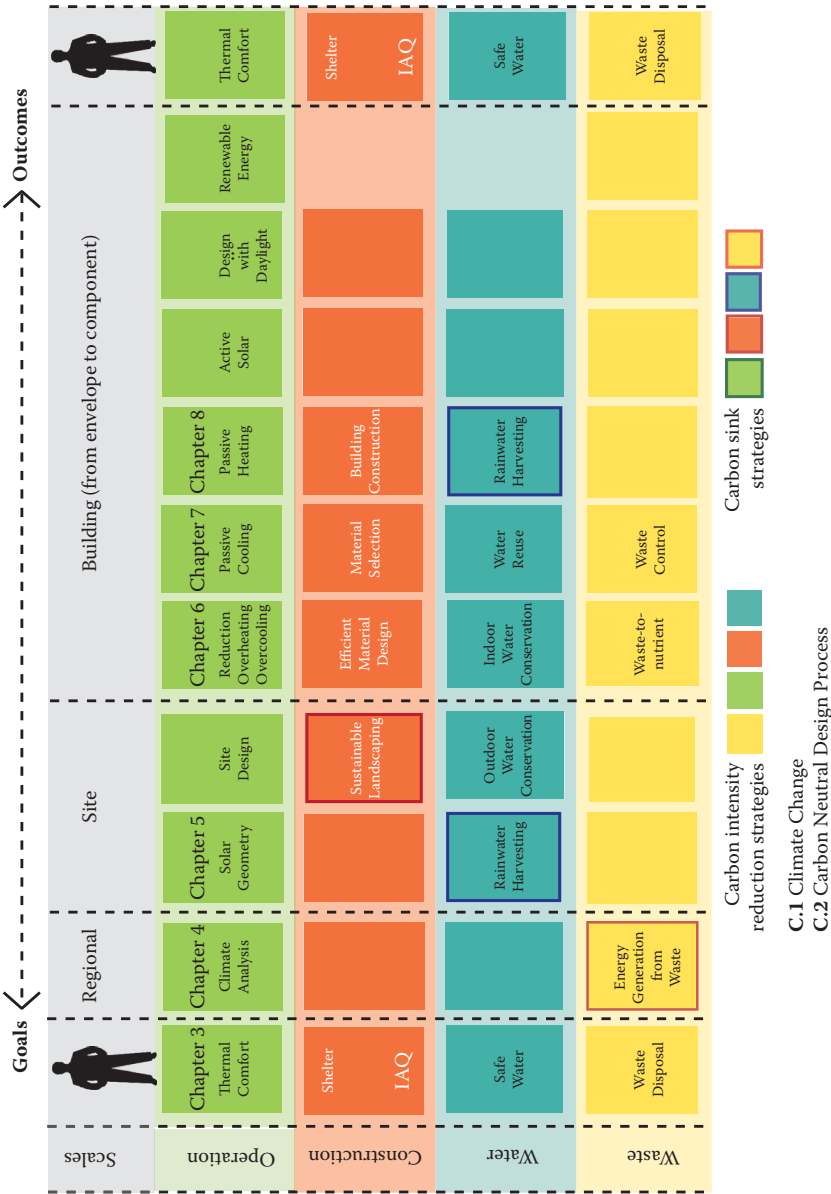 Goals
Outcomes
Scales
Regional
Site
Building (from envelope to component)
Operation
Chapter 3
Thermal
Comfort
Chapter 4
Climate
Analysis
Chapter 5
Solar
Geometry
Site
Design
Chapter 6
Reduction
Overheating
Overcooling
Chapter 7
Passive
Cooling
Chapter 8
Passive
Heating
Active
Solar
Design
with
Daylight
Renewable
Energy
Thermal
Comfort
Construction
Shelter
IAQ
Sustainable
Landscaping
Efficient
Material
Design
Material
Selection
Building
Construction
Shelter
IAQ
Water
Safe
Water
Rainwater
Harvesting
Outdoor
Water
Conservation
Indoor
Water
Conservation
Water
Reuse
Rainwater
Harvesting
Safe
Water
Waste
Waste
Disposal
Energy
Generation
from
Waste
Waste-to-
nutrient
Waste
Control
Waste
Disposal
Carbon intensity
reduction strategies
Carbon sink
strategies
C.1 Climate Change
C.2 Carbon Neutral Design Process